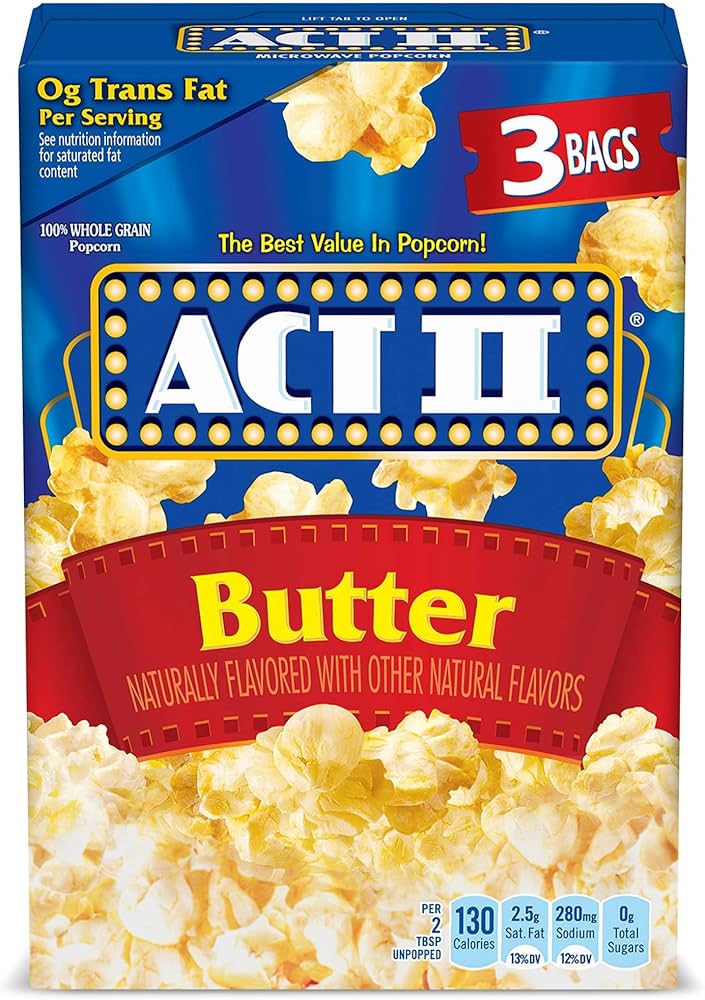 LIFT TAB TO OPEN
ACT II®
MICROWAVE POPCORN
0g Trans Fat
Per Serving
See nutrition information
for saturated fat
content
3 BAGS
100% WHOLE GRAIN
Popcorn
The Best Value In Popcorn!
ACT II®
Butter
NATURALLY FLAVORED WITH OTHER NATURAL FLAVORS
PER
2
TBSP
UNPOPPED
130
Calories
2.5g
Sat. Fat
13% DV
280mg
Sodium
12% DV
0g
Total
Sugars